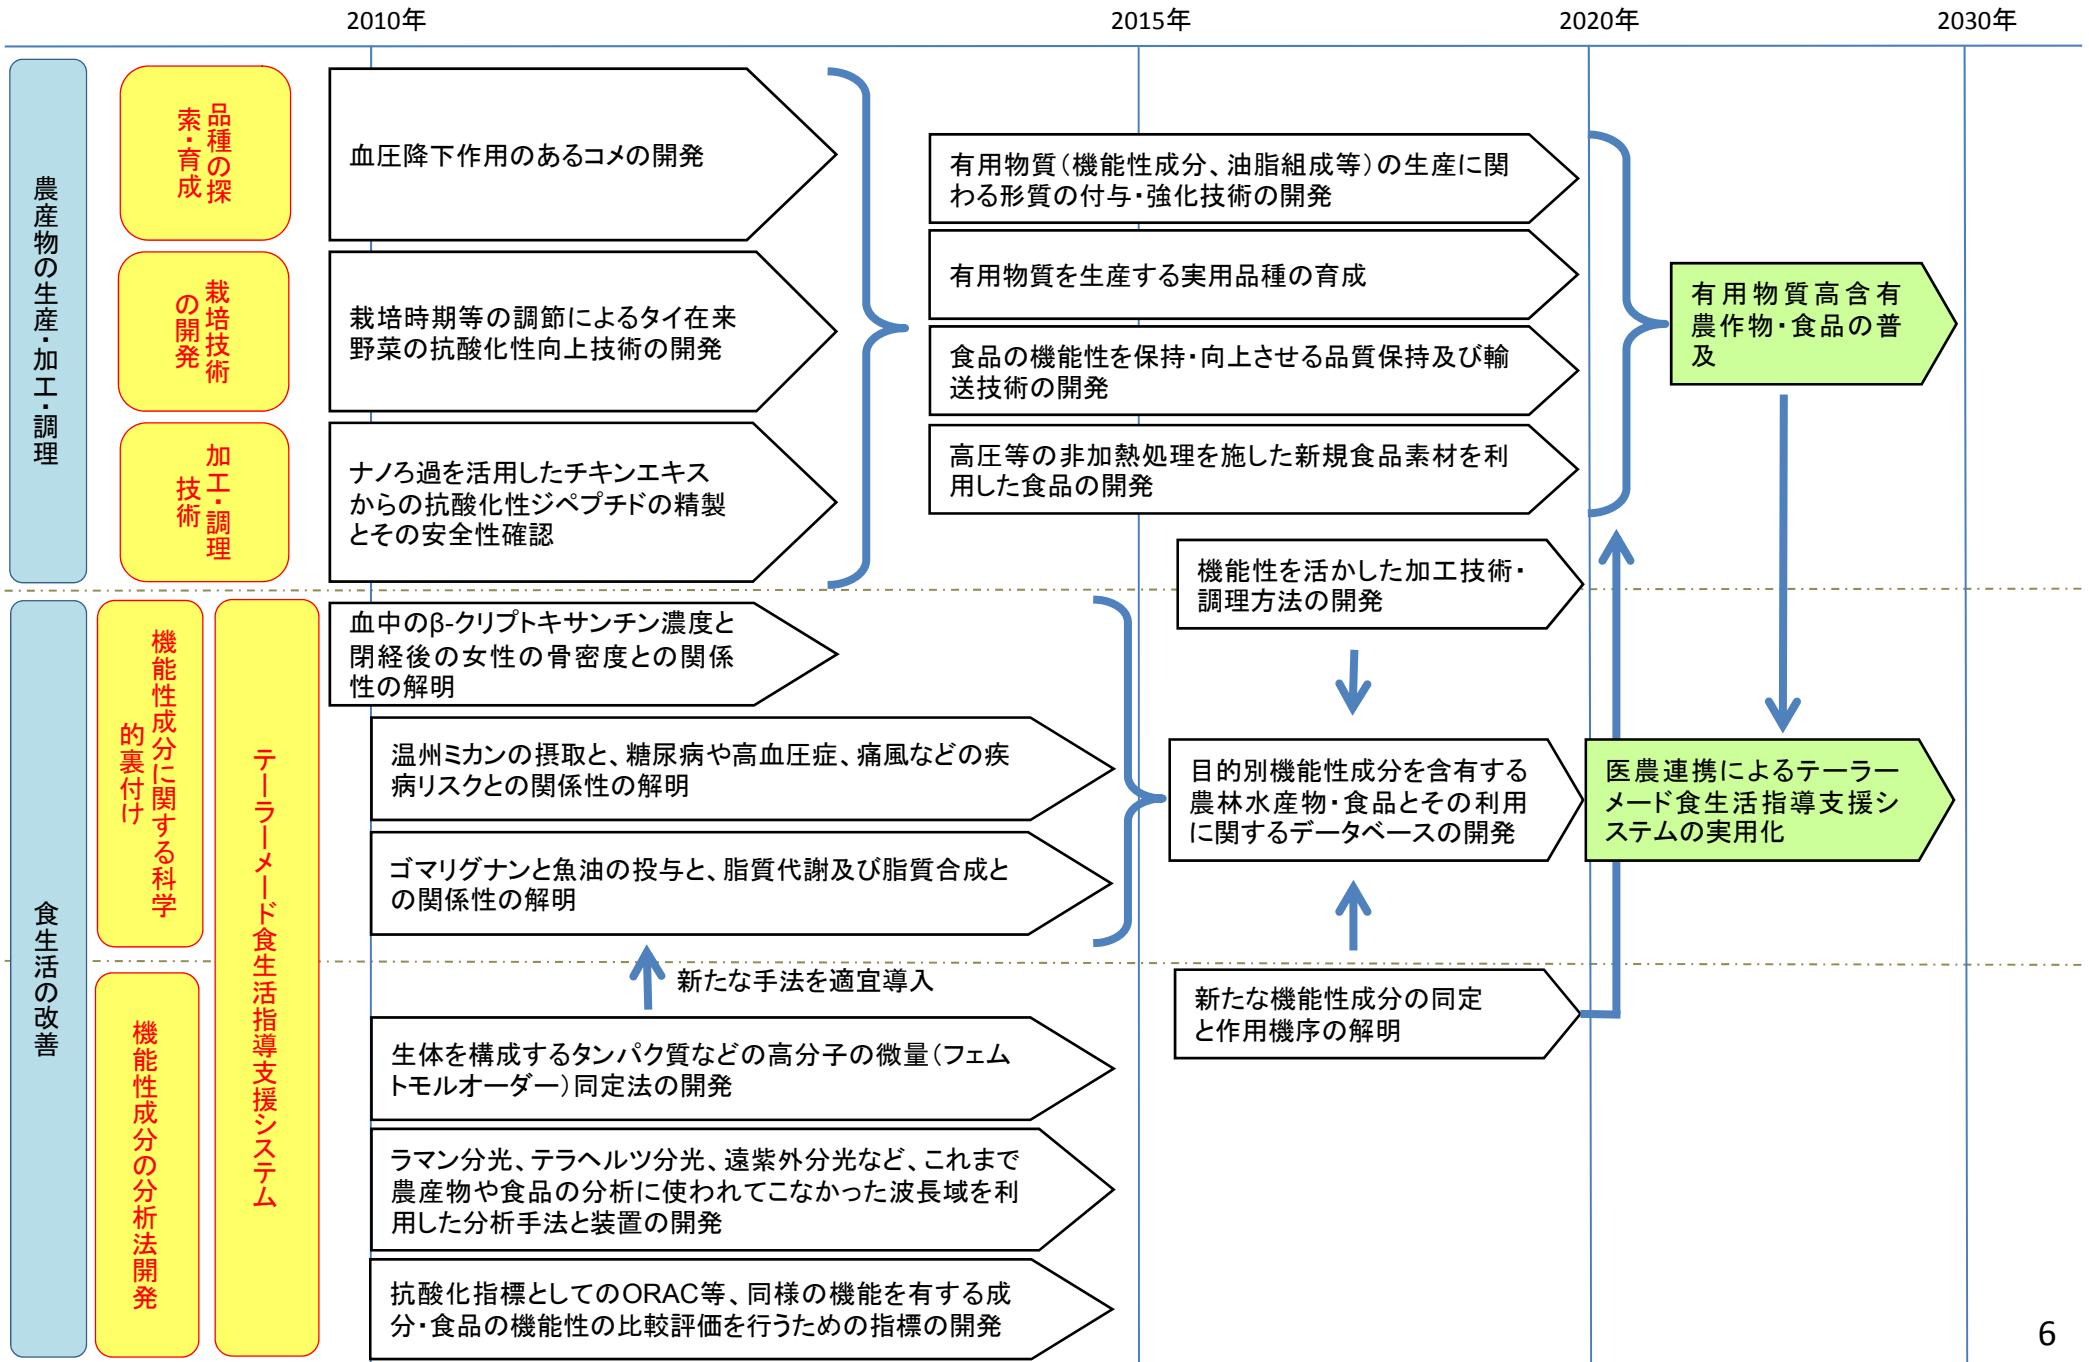 2010年
2015年
2020年
2030年
農産物の生産・加工・調理
品種の探
索・育成
血圧降下作用のあるコメの開発
栽培技術
の開発
栽培時期等の調節によるタイ在来
野菜の抗酸化性向上技術の開発
加工・調理
技術
ナノろ過を活用したチキンエキス
からの抗酸化性ジペプチドの精製
とその安全性確認
有用物質（機能性成分、油脂組成等）の生産に関
わる形質の付与・強化技術の開発
有用物質を生産する実用品種の育成
食品の機能性を保持・向上させる品質保持及び輸
送技術の開発
高圧等の非加熱処理を施した新規食品素材を利
用した食品の開発
有用物質高含有
農作物・食品の普
及
機能性を活かした加工技術・
調理方法の開発
食生活の改善
機能性成分に関する科学
的裏付け
テーラーメード食生活指導支援システム
血中のβ-クリプトキサンチン濃度と
閉経後の女性の骨密度との関係
性の解明
温州ミカンの摂取と、糖尿病や高血圧症、痛風などの疾
病リスクとの関係性の解明
ゴマリグナンと魚油の投与と、脂質代謝及び脂質合成と
の関係性の解明
目的別機能性成分を含有する
農林水産物・食品とその利用
に関するデータベースの開発
医農連携によるテーラー
メード食生活指導支援シ
ステムの実用化
新たな手法を適宜導入
新たな機能性成分の同定
と作用機序の解明
機能性成分の分析法開発
生体を構成するタンパク質などの高分子の微量（フェム
トモルオーダー）同定法の開発
ラマン分光、テラヘルツ分光、遠紫外分光など、これまで
農産物や食品の分析に使われてこなかった波長域を利
用した分析手法と装置の開発
抗酸化指標としてのORAC等、同様の機能を有する成
分・食品の機能性の比較評価を行うための指標の開発
6